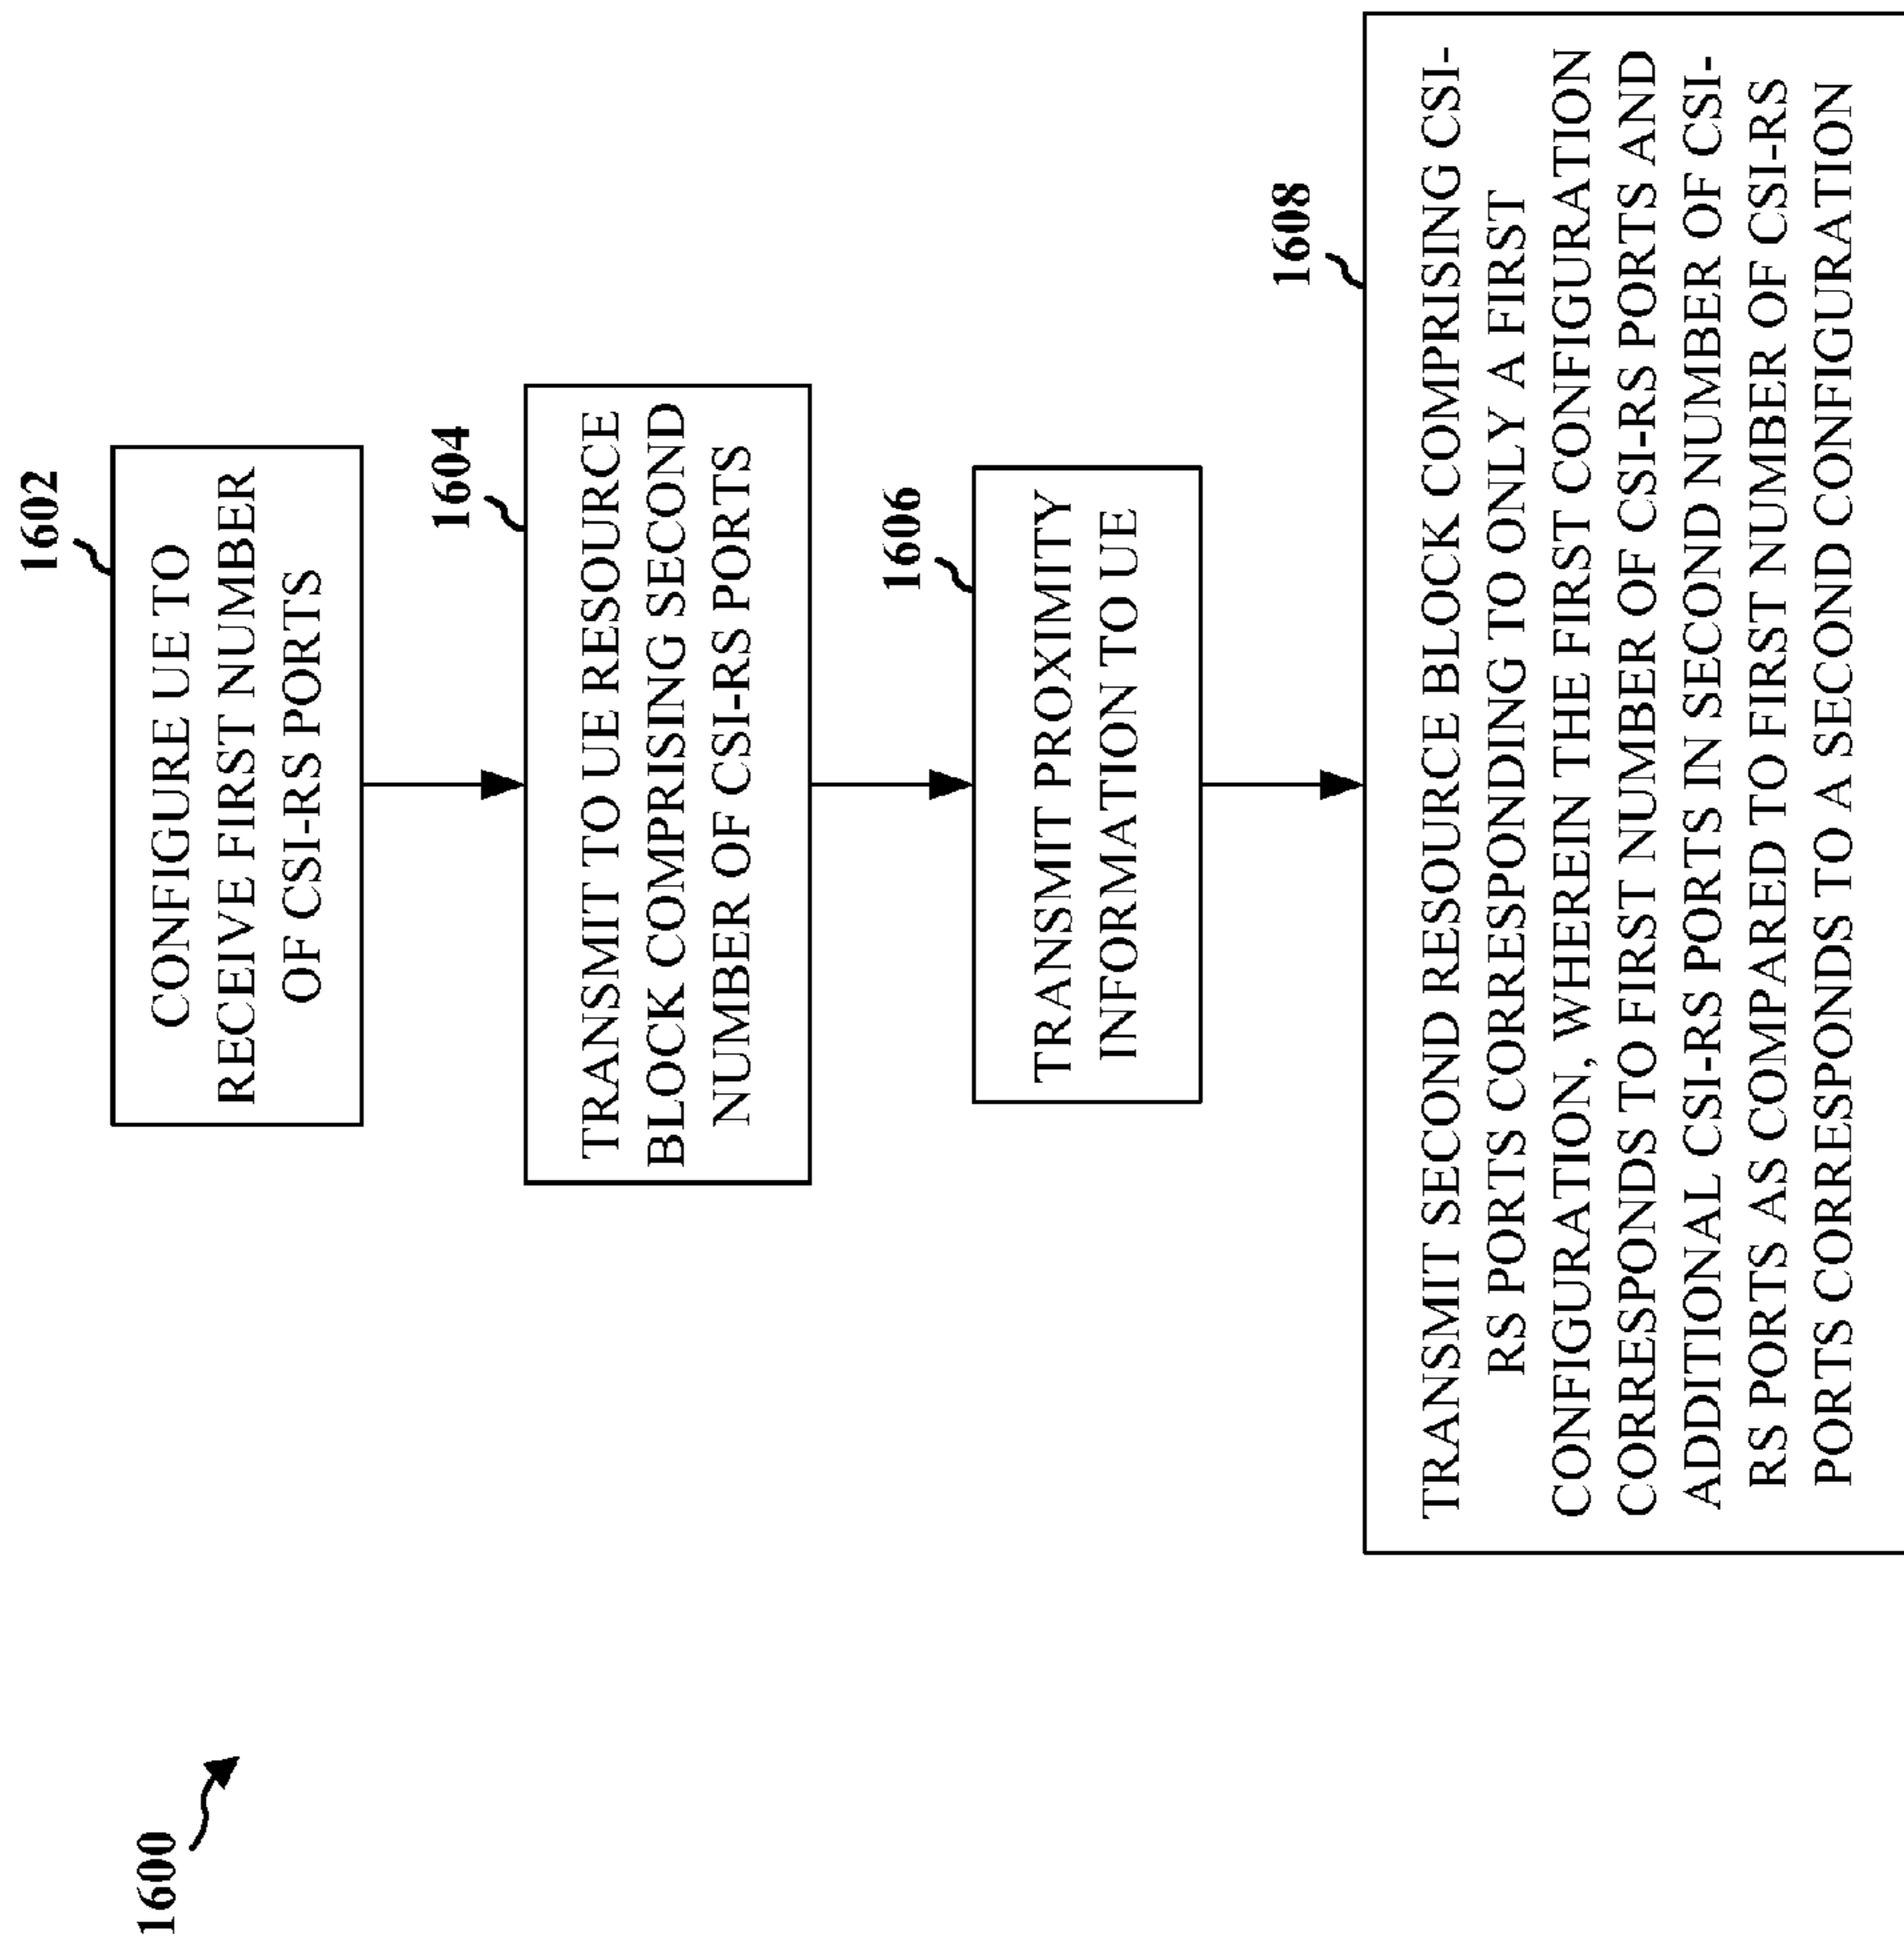 1600
1602
CONFIGURE UE TO
RECEIVE FIRST NUMBER
OF CSI-RS PORTS
1604
TRANSMIT TO UE RESOURCE
BLOCK COMPRISING SECOND
NUMBER OF CSI-RS PORTS
1606
TRANSMIT PROXIMITY
INFORMATION TO UE
1608
TRANSMIT SECOND RESOURCE BLOCK COMPRISING CSI-
RS PORTS CORRESPONDING TO ONLY A FIRST
CONFIGURATION, WHEREIN THE FIRST CONFIGURATION
CORRESPONDS TO FIRST NUMBER OF CSI-RS PORTS AND
ADDITIONAL CSI-RS PORTS IN SECOND NUMBER OF CSI-
RS PORTS AS COMPARED TO FIRST NUMBER OF CSI-RS
PORTS CORRESPONDS TO A SECOND CONFIGURATION